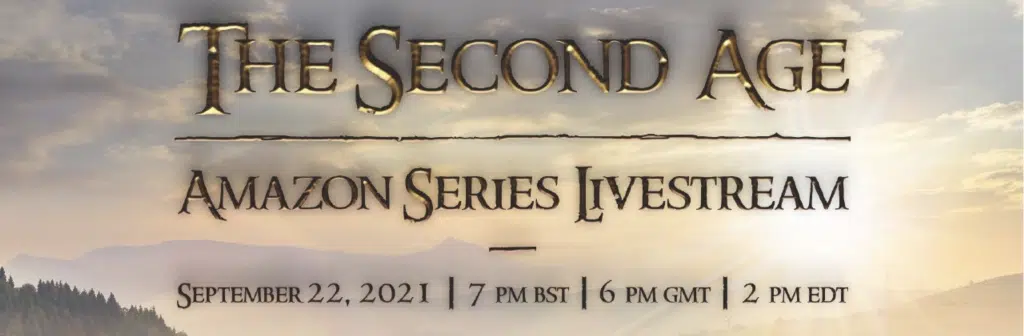 The Second Age
Amazon Series Livestream
September 22, 2021 | 7 PM BST | 6 PM GMT | 2 PM EDT